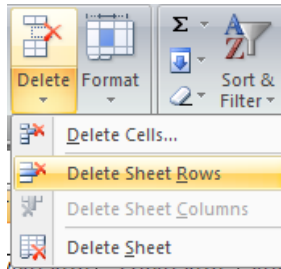 Delete Format Sort &
Filter
Delete Cells...
Delete Sheet Rows
Delete Sheet Columns
Delete Sheet